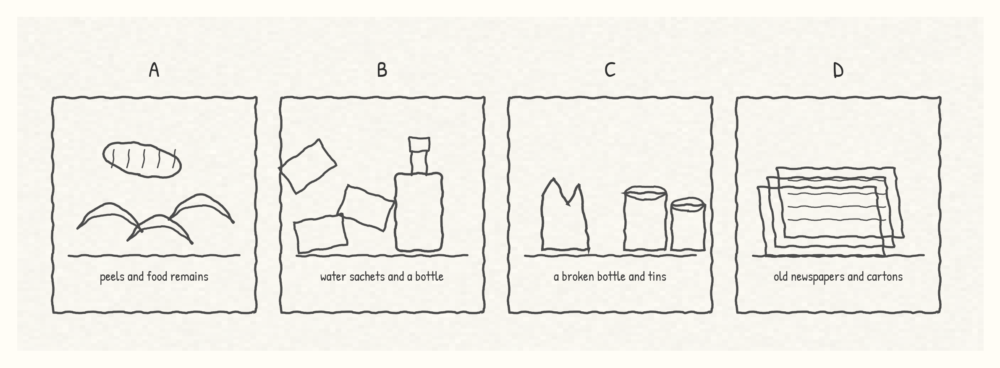 A
B
C
D
peels and food remains
water sachets and a bottle
a broken bottle and tins
old newspapers and cartons